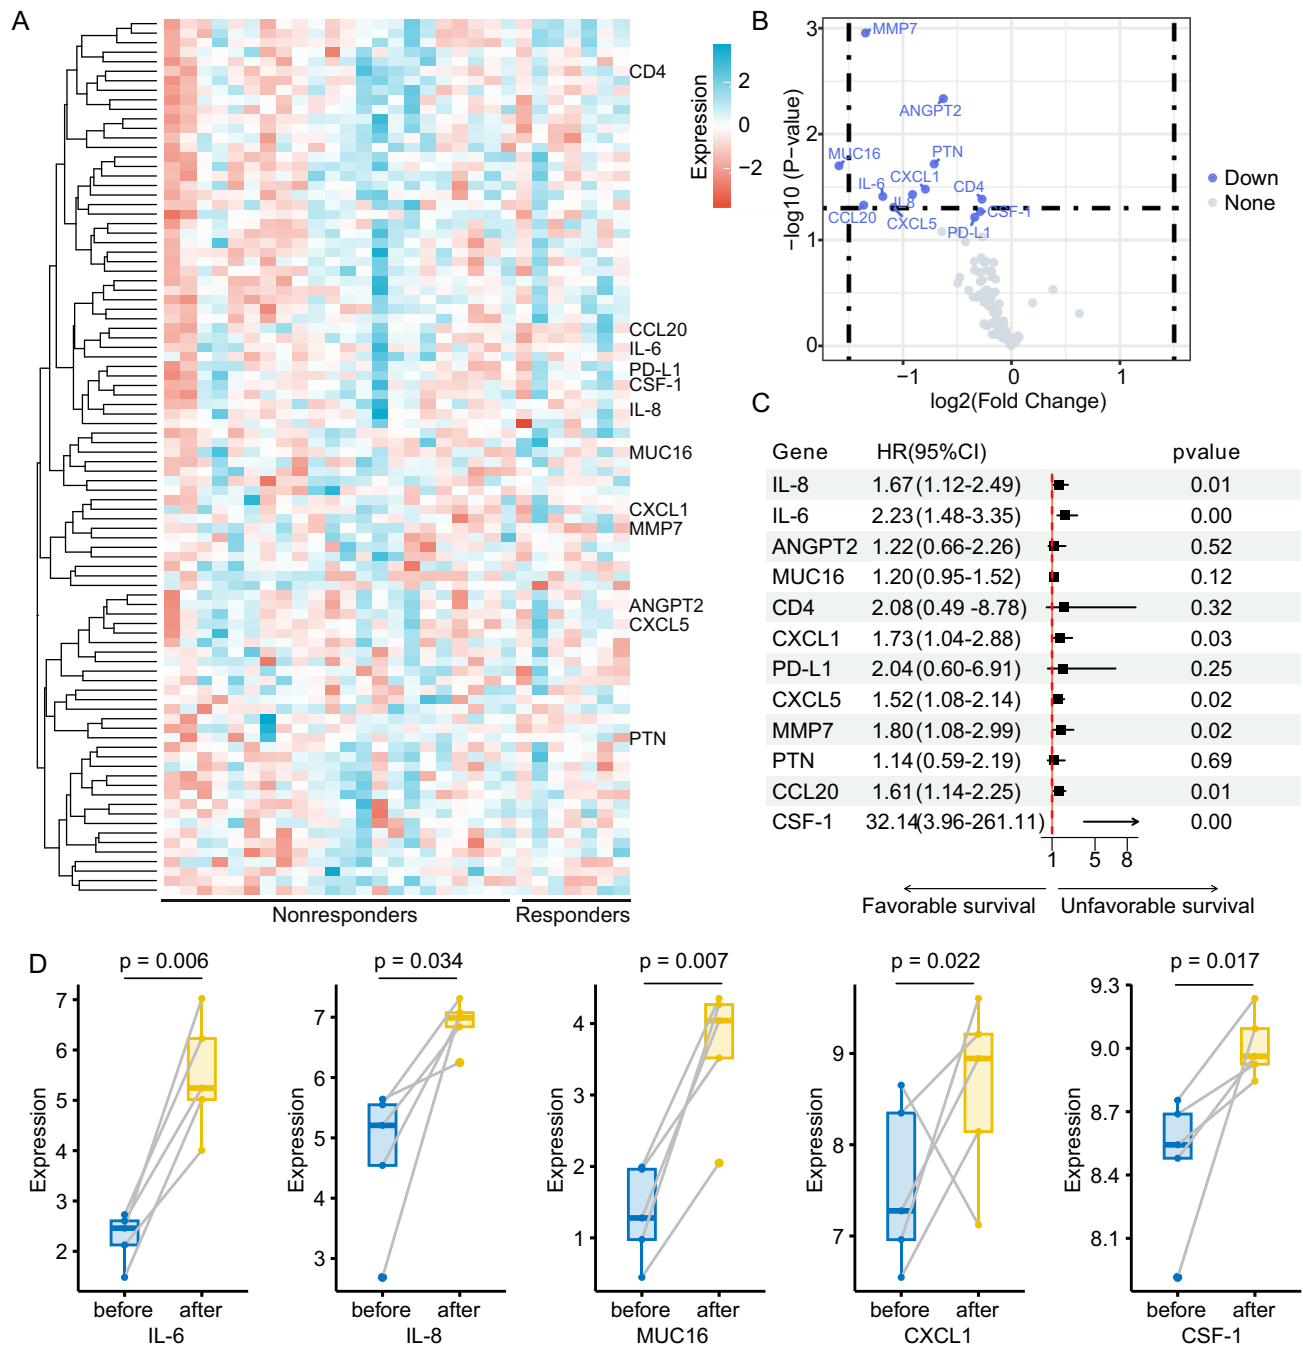 A
CD4
CCL20
IL-6
PD-L1
CSF-1
IL-8
MUC16
CXCL1
MMP7
ANGPT2
CXCL5
PTN
Expression
2
0
−2
Nonresponders
Responders
B
MMP7
ANGPT2
MUC16
PTN
IL-6
CXCL1
CD4
IL8
CCL20
CXCL5
CSF-1
PD-L1
−log10 (P−value)
3
2
1
0
−1
0
1
log2(Fold Change)
Down
None
C
Gene HR(95%CI) pvalue
IL-8 1.67(1.12-2.49) 0.01
IL-6 2.23(1.48-3.35) 0.00
ANGPT2 1.22(0.66-2.26) 0.52
MUC16 1.20(0.95-1.52) 0.12
CD4 2.08(0.49 -8.78) 0.32
CXCL1 1.73(1.04-2.88) 0.03
PD-L1 2.04(0.60-6.91) 0.25
CXCL5 1.52(1.08-2.14) 0.02
MMP7 1.80(1.08-2.99) 0.02
PTN 1.14(0.59-2.19) 0.69
CCL20 1.61(1.14-2.25) 0.01
CSF-1 32.14(3.96-261.11) 0.00
1 5 8
Favorable survival Unfavorable survival
D
p = 0.006
Expression
7
6
5
4
3
2
before after
IL-6
p = 0.034
Expression
7
6
5
4
3
before after
IL-8
p = 0.007
Expression
4
3
2
1
before after
MUC16
p = 0.022
Expression
9
8
7
before after
CXCL1
p = 0.017
Expression
9.3
9.0
8.7
8.4
8.1
before after
CSF-1